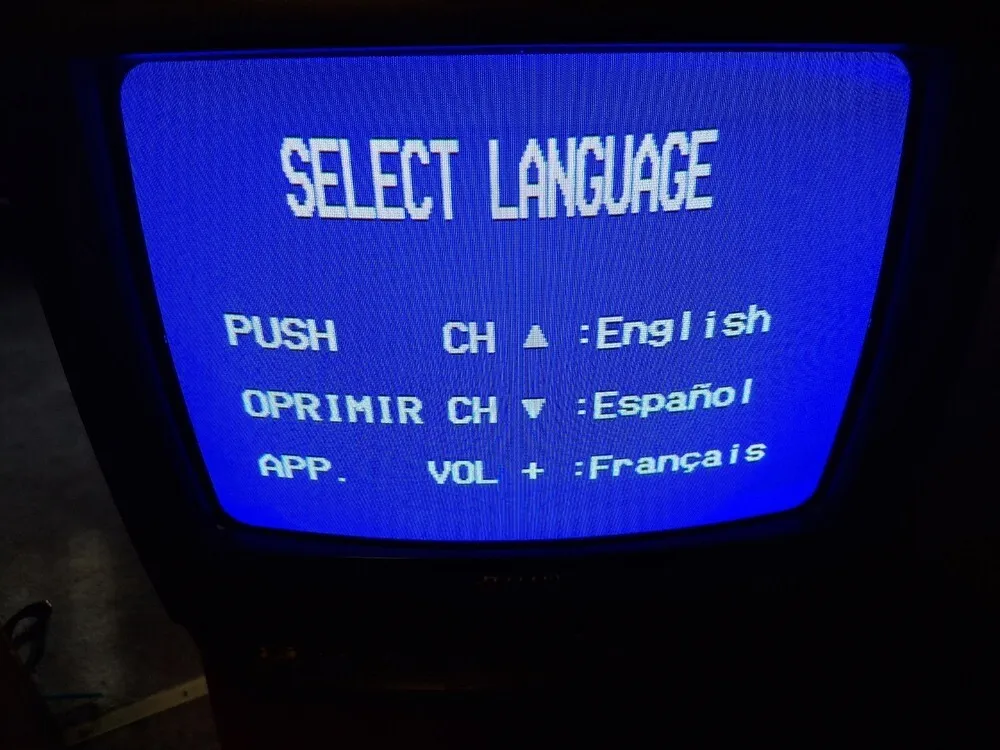 SELECT LANGUAGE
PUSH CH ▲ :English
OPRIMIR CH ▼ :Español
APP. VOL + :Français